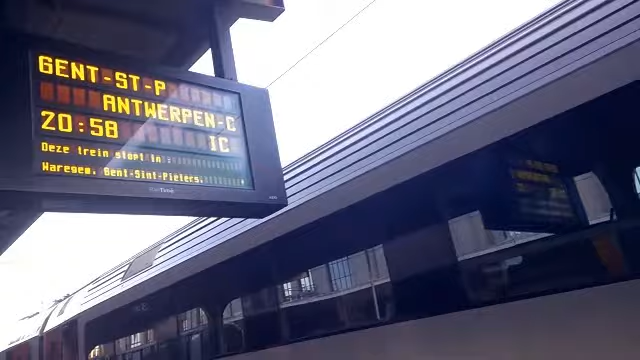 GENT-ST-P
ANTWERPEN-C
20:58 IC
Deze trein stopt in:
Waregem, Gent-Sint-Pieters,